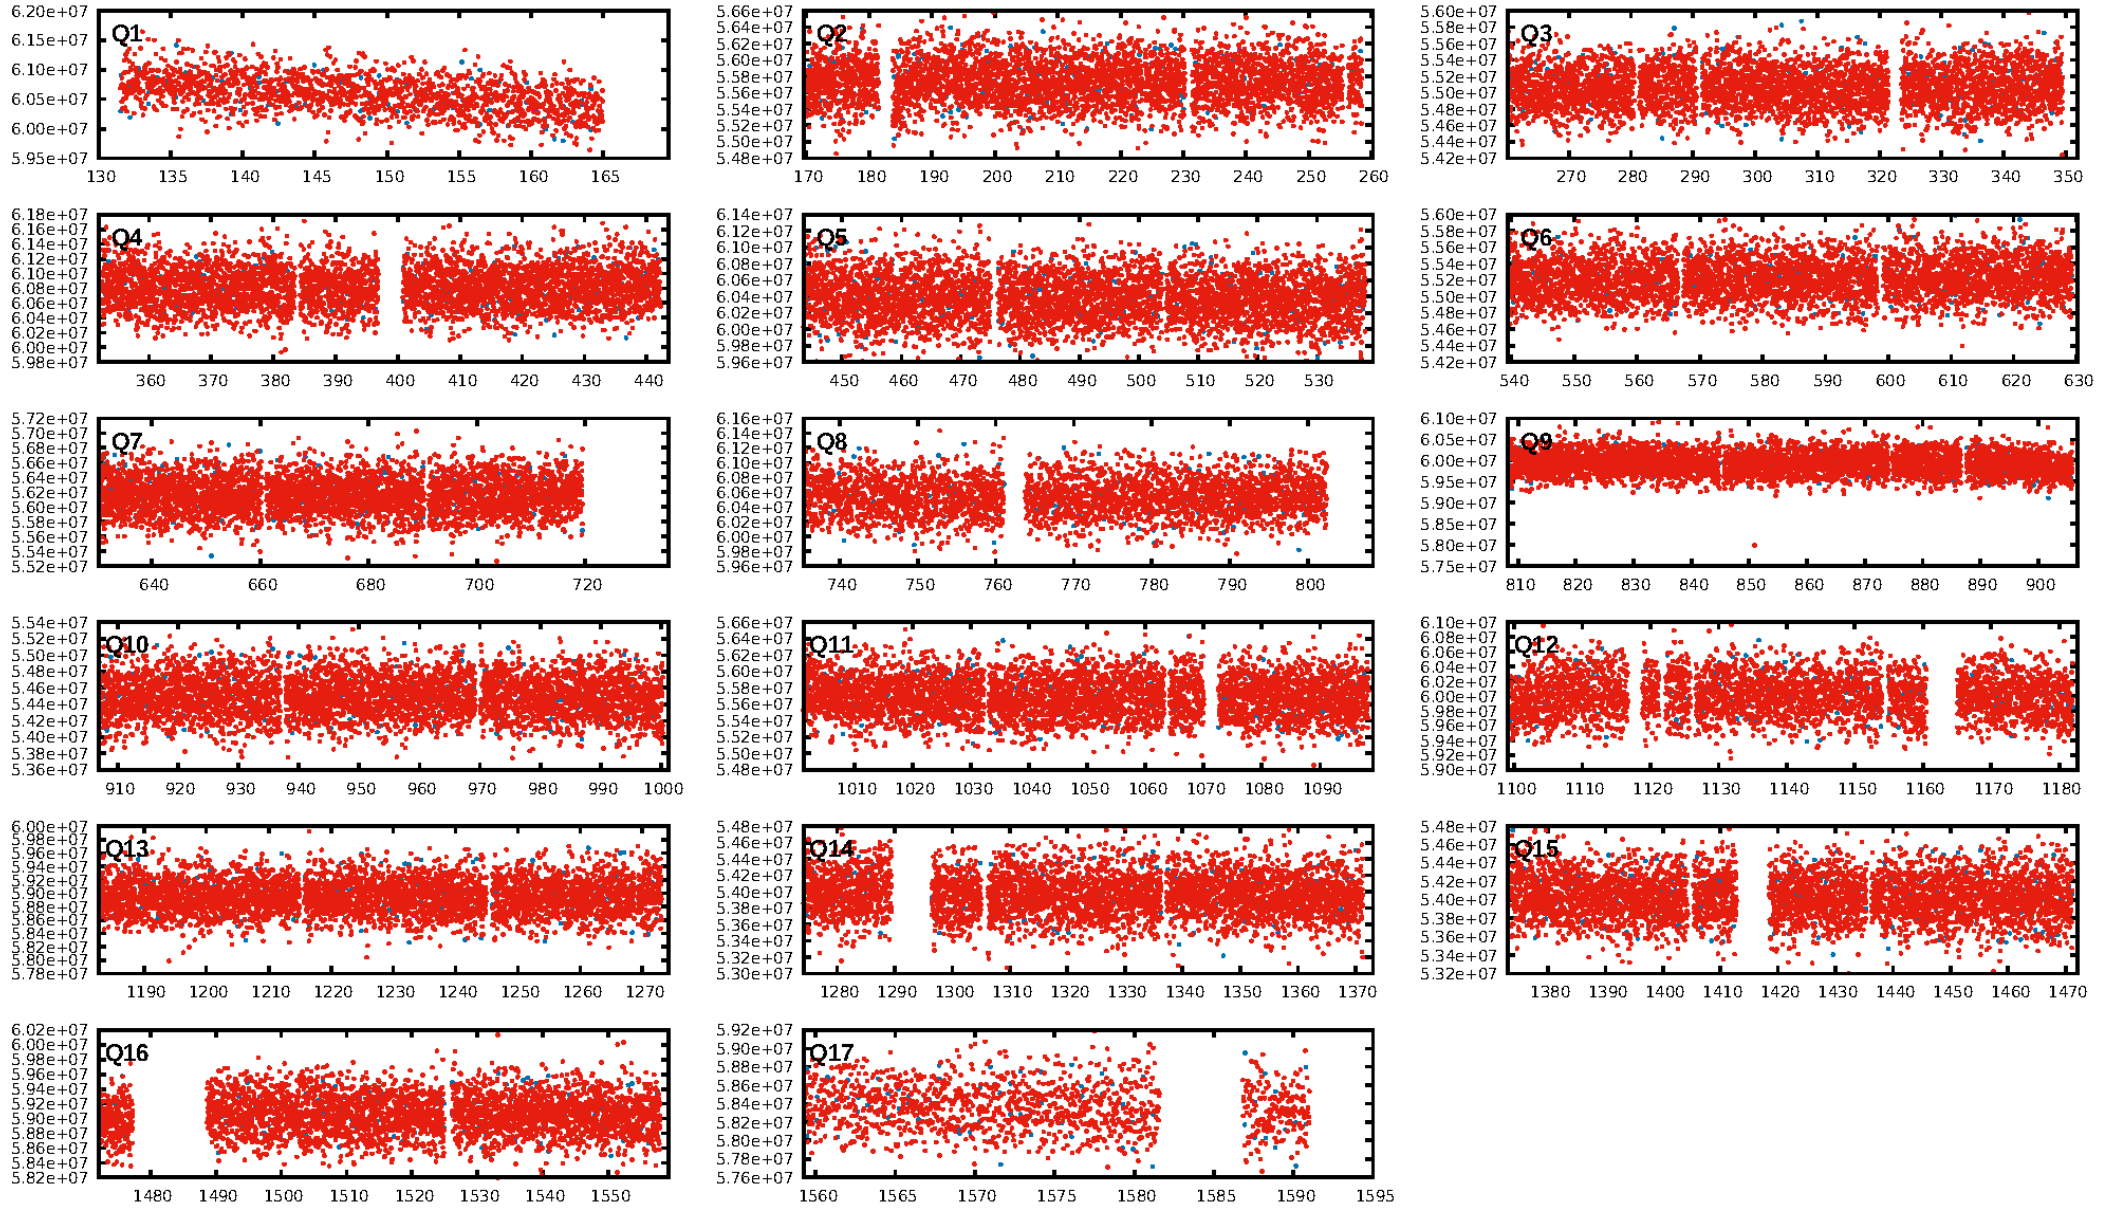 6.20e+07
6.15e+07
6.10e+07
6.05e+07
6.00e+07
5.95e+07
Q1
130 135 140 145 150 155 160 165
5.66e+07
5.64e+07
5.62e+07
5.60e+07
5.58e+07
5.56e+07
5.54e+07
5.52e+07
5.50e+07
5.48e+07
Q2
170 180 190 200 210 220 230 240 250 260
5.60e+07
5.58e+07
5.56e+07
5.54e+07
5.52e+07
5.50e+07
5.48e+07
5.46e+07
5.44e+07
5.42e+07
Q3
270 280 290 300 310 320 330 340 350
6.18e+07
6.16e+07
6.14e+07
6.12e+07
6.10e+07
6.08e+07
6.06e+07
6.04e+07
6.02e+07
6.00e+07
5.98e+07
Q4
360 370 380 390 400 410 420 430 440
6.14e+07
6.12e+07
6.10e+07
6.08e+07
6.06e+07
6.04e+07
6.02e+07
6.00e+07
5.98e+07
5.96e+07
Q5
450 460 470 480 490 500 510 520 530
5.60e+07
5.58e+07
5.56e+07
5.54e+07
5.52e+07
5.50e+07
5.48e+07
5.46e+07
5.44e+07
5.42e+07
Q6
540 550 560 570 580 590 600 610 620 630
5.72e+07
5.70e+07
5.68e+07
5.66e+07
5.64e+07
5.62e+07
5.60e+07
5.58e+07
5.56e+07
5.54e+07
5.52e+07
Q7
640 660 680 700 720
6.16e+07
6.14e+07
6.12e+07
6.10e+07
6.08e+07
6.06e+07
6.04e+07
6.02e+07
6.00e+07
5.98e+07
5.96e+07
Q8
740 750 760 770 780 790 800
6.10e+07
6.05e+07
6.00e+07
5.95e+07
5.90e+07
5.85e+07
5.80e+07
5.75e+07
Q9
810 820 830 840 850 860 870 880 890 900
5.54e+07
5.52e+07
5.50e+07
5.48e+07
5.46e+07
5.44e+07
5.42e+07
5.40e+07
5.38e+07
5.36e+07
Q10
910 920 930 940 950 960 970 980 990 1000
5.66e+07
5.64e+07
5.62e+07
5.60e+07
5.58e+07
5.56e+07
5.54e+07
5.52e+07
5.50e+07
5.48e+07
Q11
1010 1020 1030 1040 1050 1060 1070 1080 1090
6.10e+07
6.08e+07
6.06e+07
6.04e+07
6.02e+07
6.00e+07
5.98e+07
5.96e+07
5.94e+07
5.92e+07
5.90e+07
Q12
1100 1110 1120 1130 1140 1150 1160 1170 1180
6.00e+07
5.98e+07
5.96e+07
5.94e+07
5.92e+07
5.90e+07
5.88e+07
5.86e+07
5.84e+07
5.82e+07
5.80e+07
5.78e+07
Q13
1190 1200 1210 1220 1230 1240 1250 1260 1270
5.48e+07
5.46e+07
5.44e+07
5.42e+07
5.40e+07
5.38e+07
5.36e+07
5.34e+07
5.32e+07
5.30e+07
Q14
1280 1290 1300 1310 1320 1330 1340 1350 1360 1370
5.48e+07
5.46e+07
5.44e+07
5.42e+07
5.40e+07
5.38e+07
5.36e+07
5.34e+07
5.32e+07
Q15
1380 1390 1400 1410 1420 1430 1440 1450 1460 1470
6.02e+07
6.00e+07
5.98e+07
5.96e+07
5.94e+07
5.92e+07
5.90e+07
5.88e+07
5.86e+07
5.84e+07
5.82e+07
Q16
1480 1490 1500 1510 1520 1530 1540 1550
5.92e+07
5.90e+07
5.88e+07
5.86e+07
5.84e+07
5.82e+07
5.80e+07
5.78e+07
5.76e+07
Q17
1560 1565 1570 1575 1580 1585 1590 1595